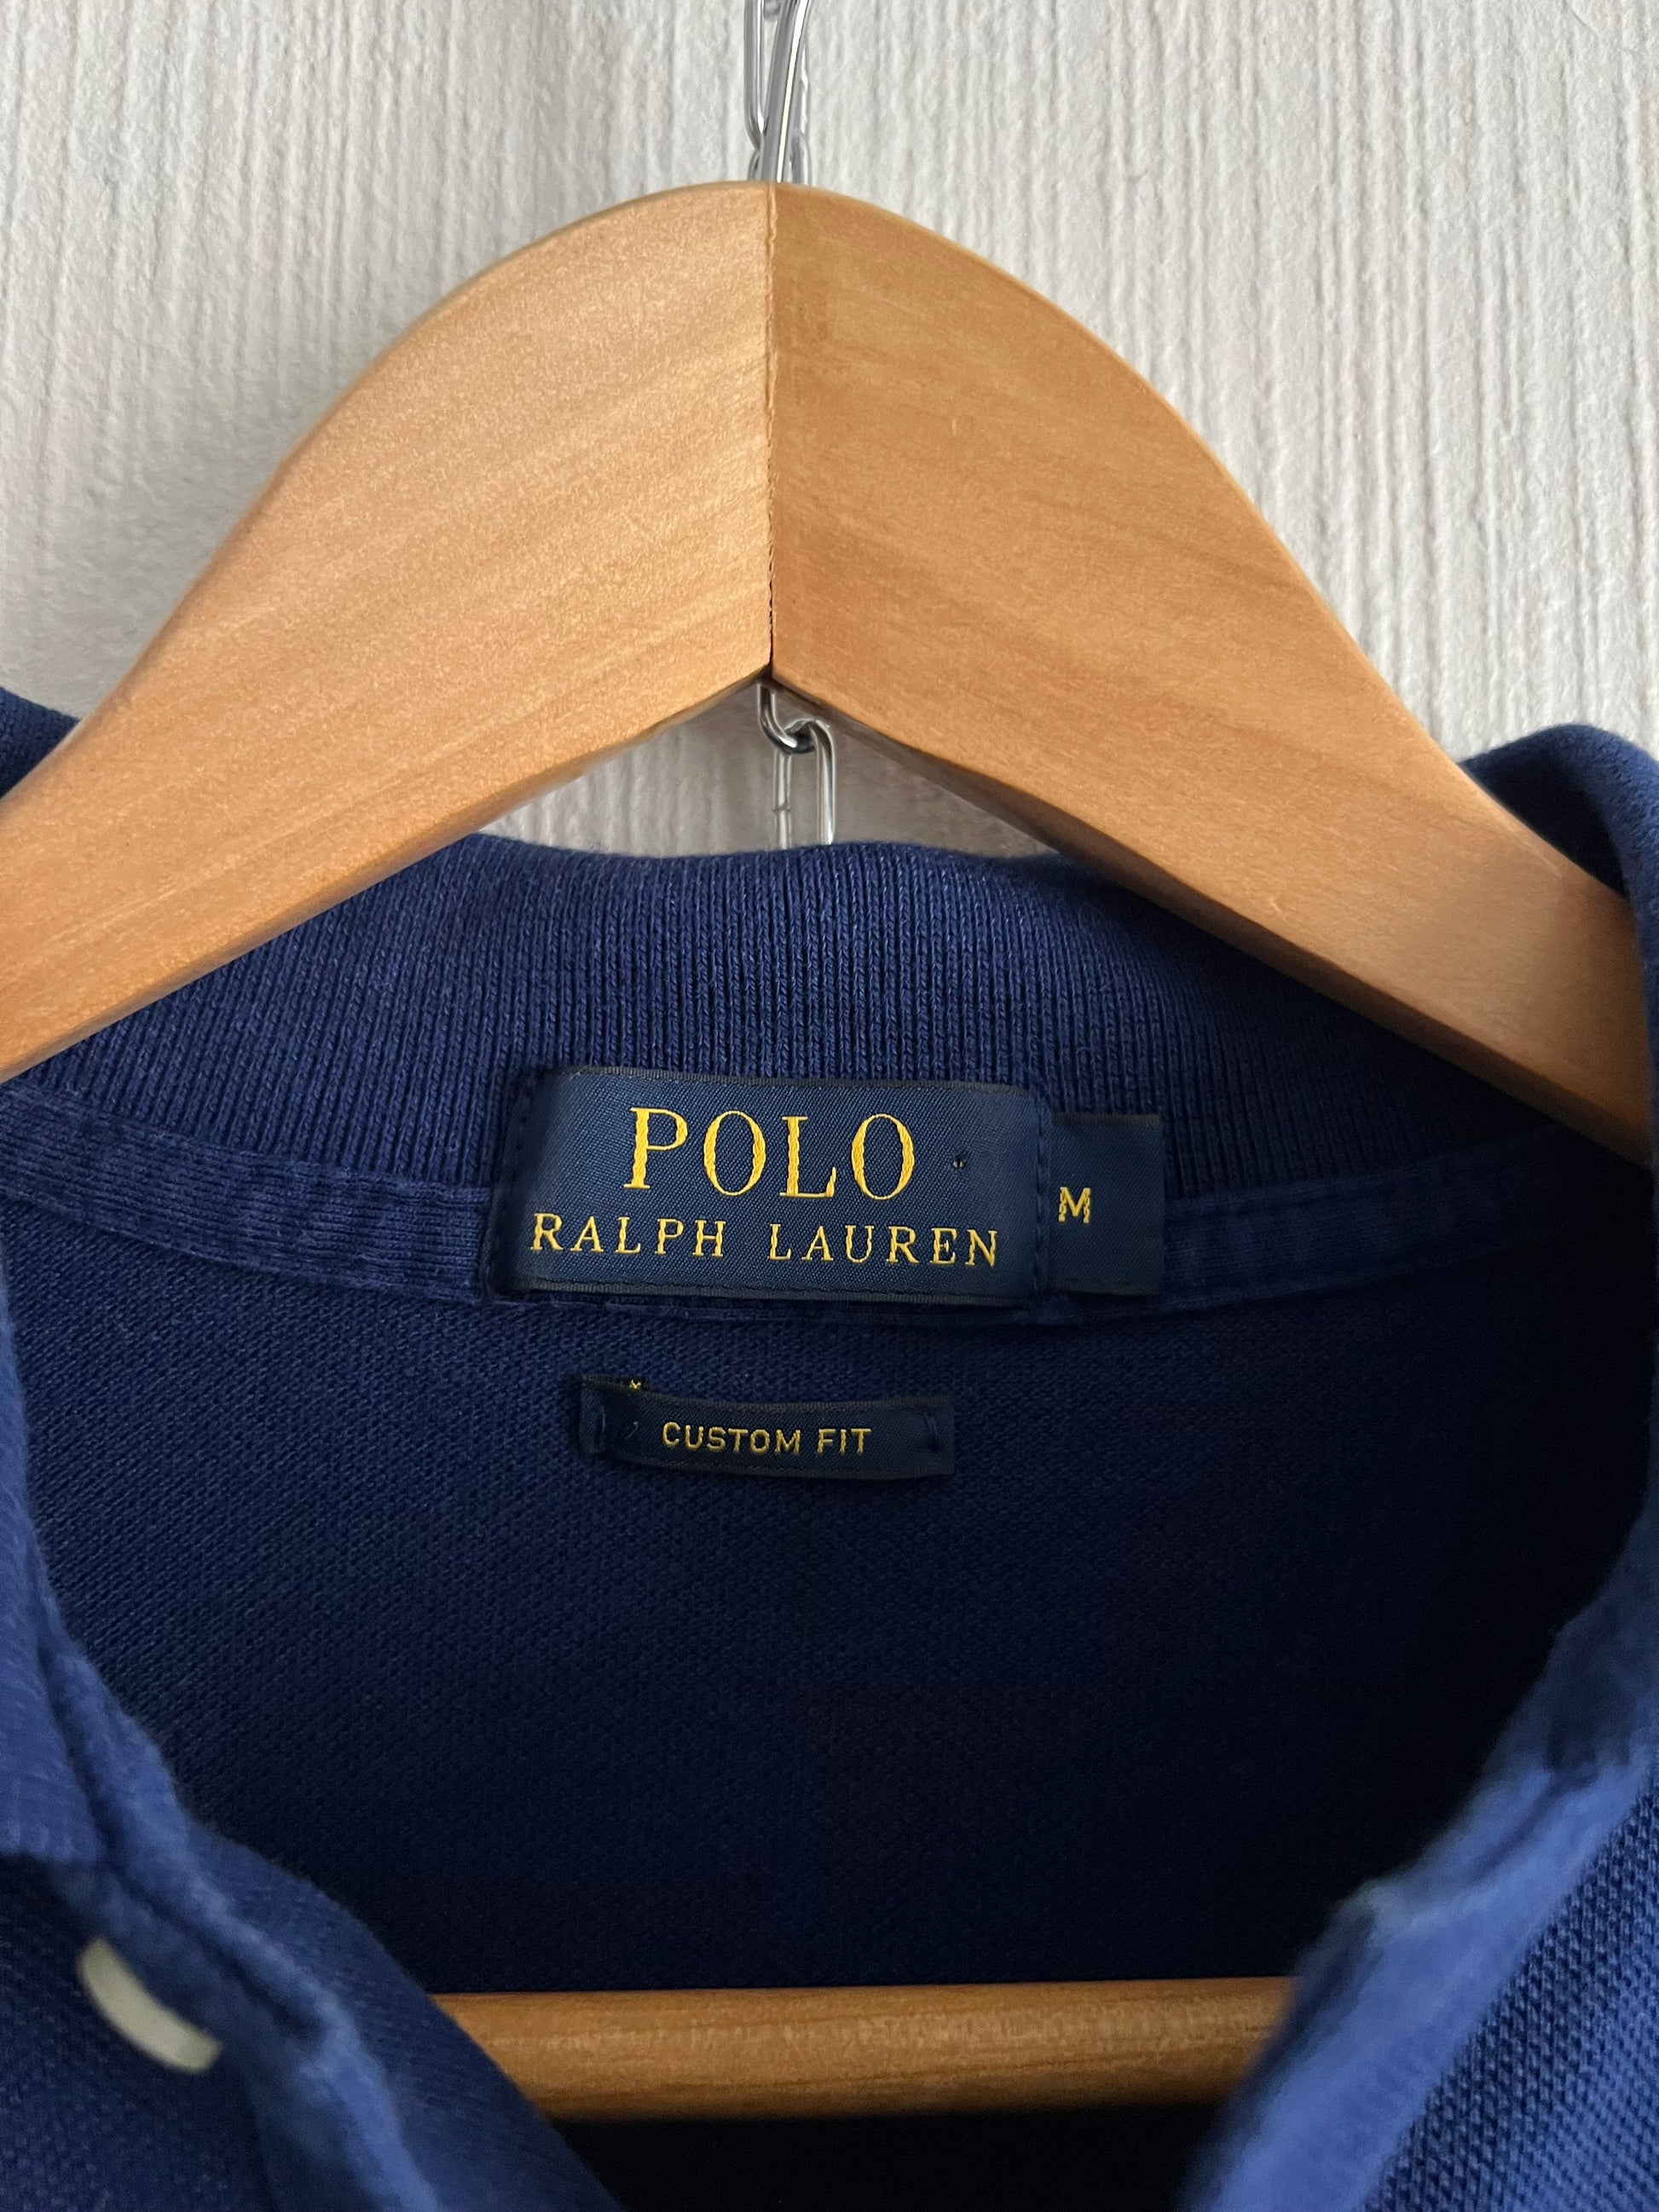 POLO
RALPH LAUREN
M
CUSTOM FIT